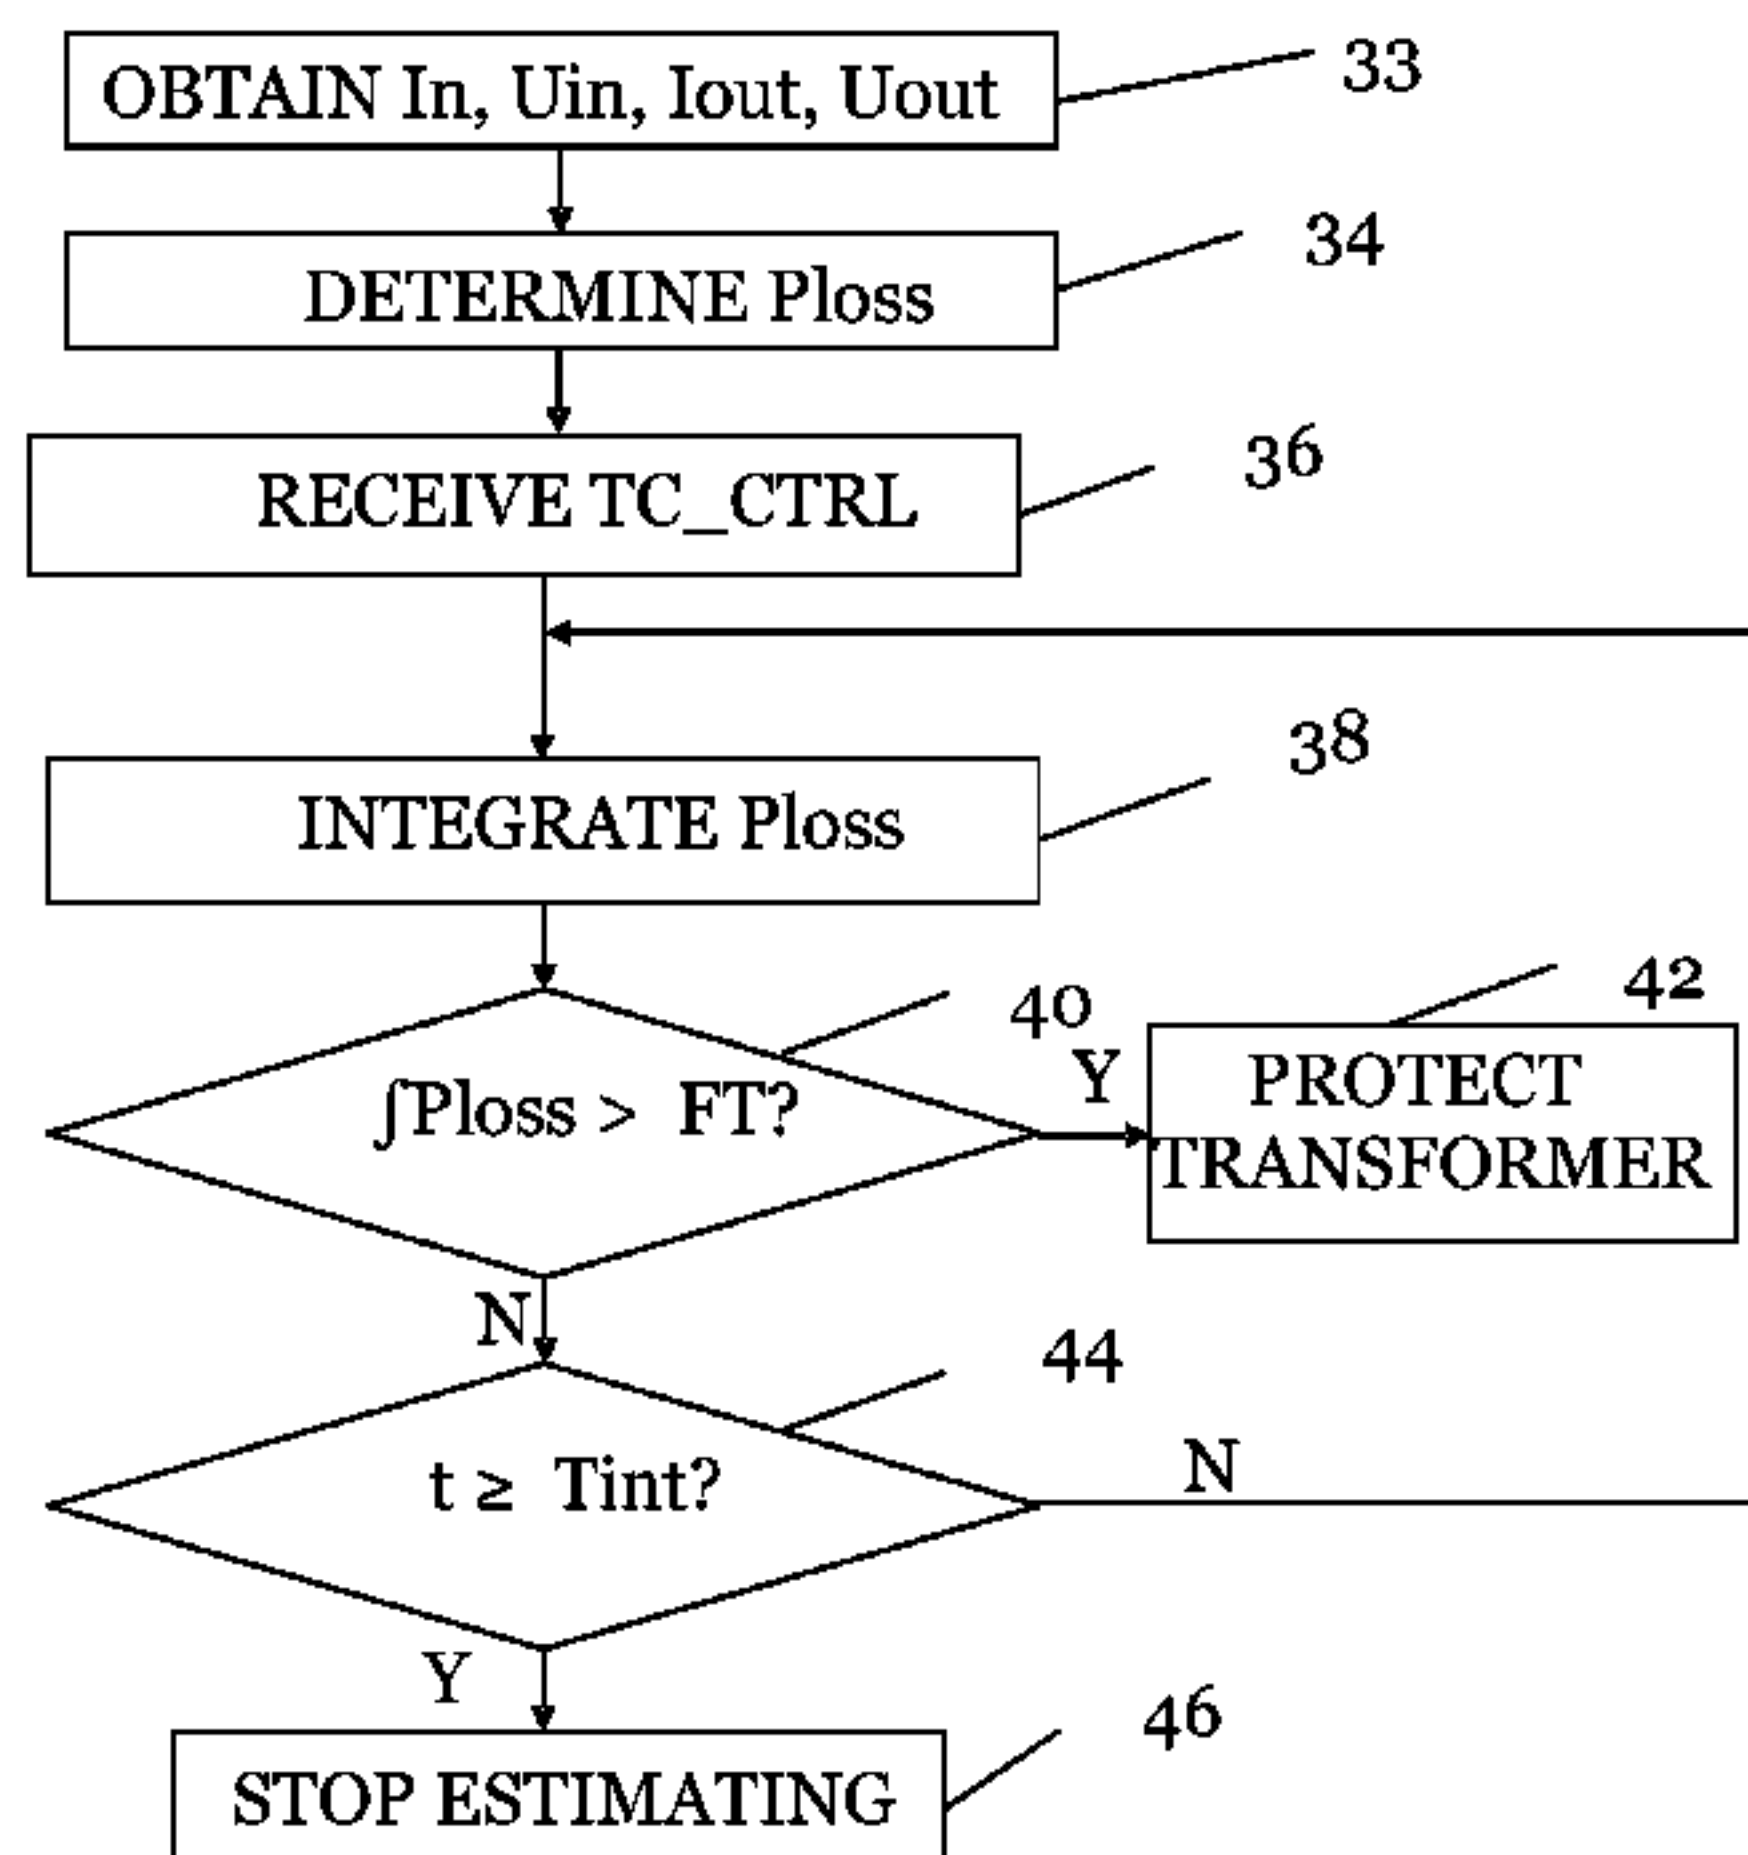 OBTAIN In, Uin, Iout, Uout
33
DETERMINE Ploss
34
RECEIVE TC_CTRL
36
INTEGRATE Ploss
38
∫Ploss > FT?
40
Y
PROTECT
TRANSFORMER
42
N
t ≥ Tint?
44
N
Y
STOP ESTIMATING
46